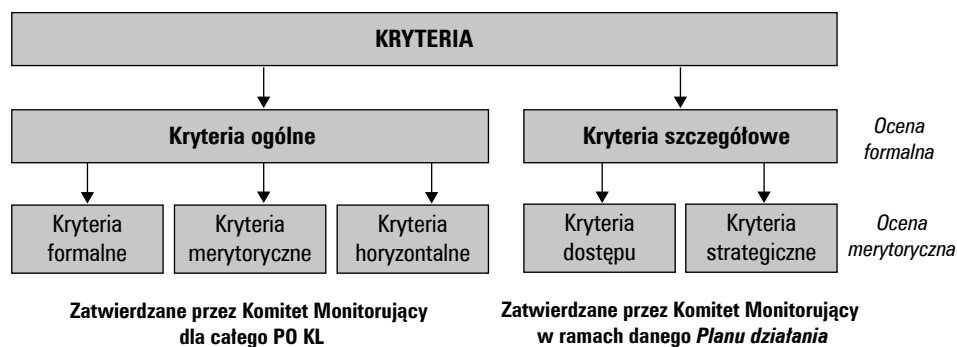 KRYTERIA
Kryteria ogólne
Kryteria szczegółowe
Ocena
formalna
Kryteria
formalne
Kryteria
merytoryczne
Kryteria
horyzontalne
Kryteria
dostępu
Kryteria
strategiczne
Ocena
merytoryczna
Zatwierdzane przez Komitet Monitorujący
dla całego PO KL
Zatwierdzane przez Komitet Monitorujący
w ramach danego Planu działania